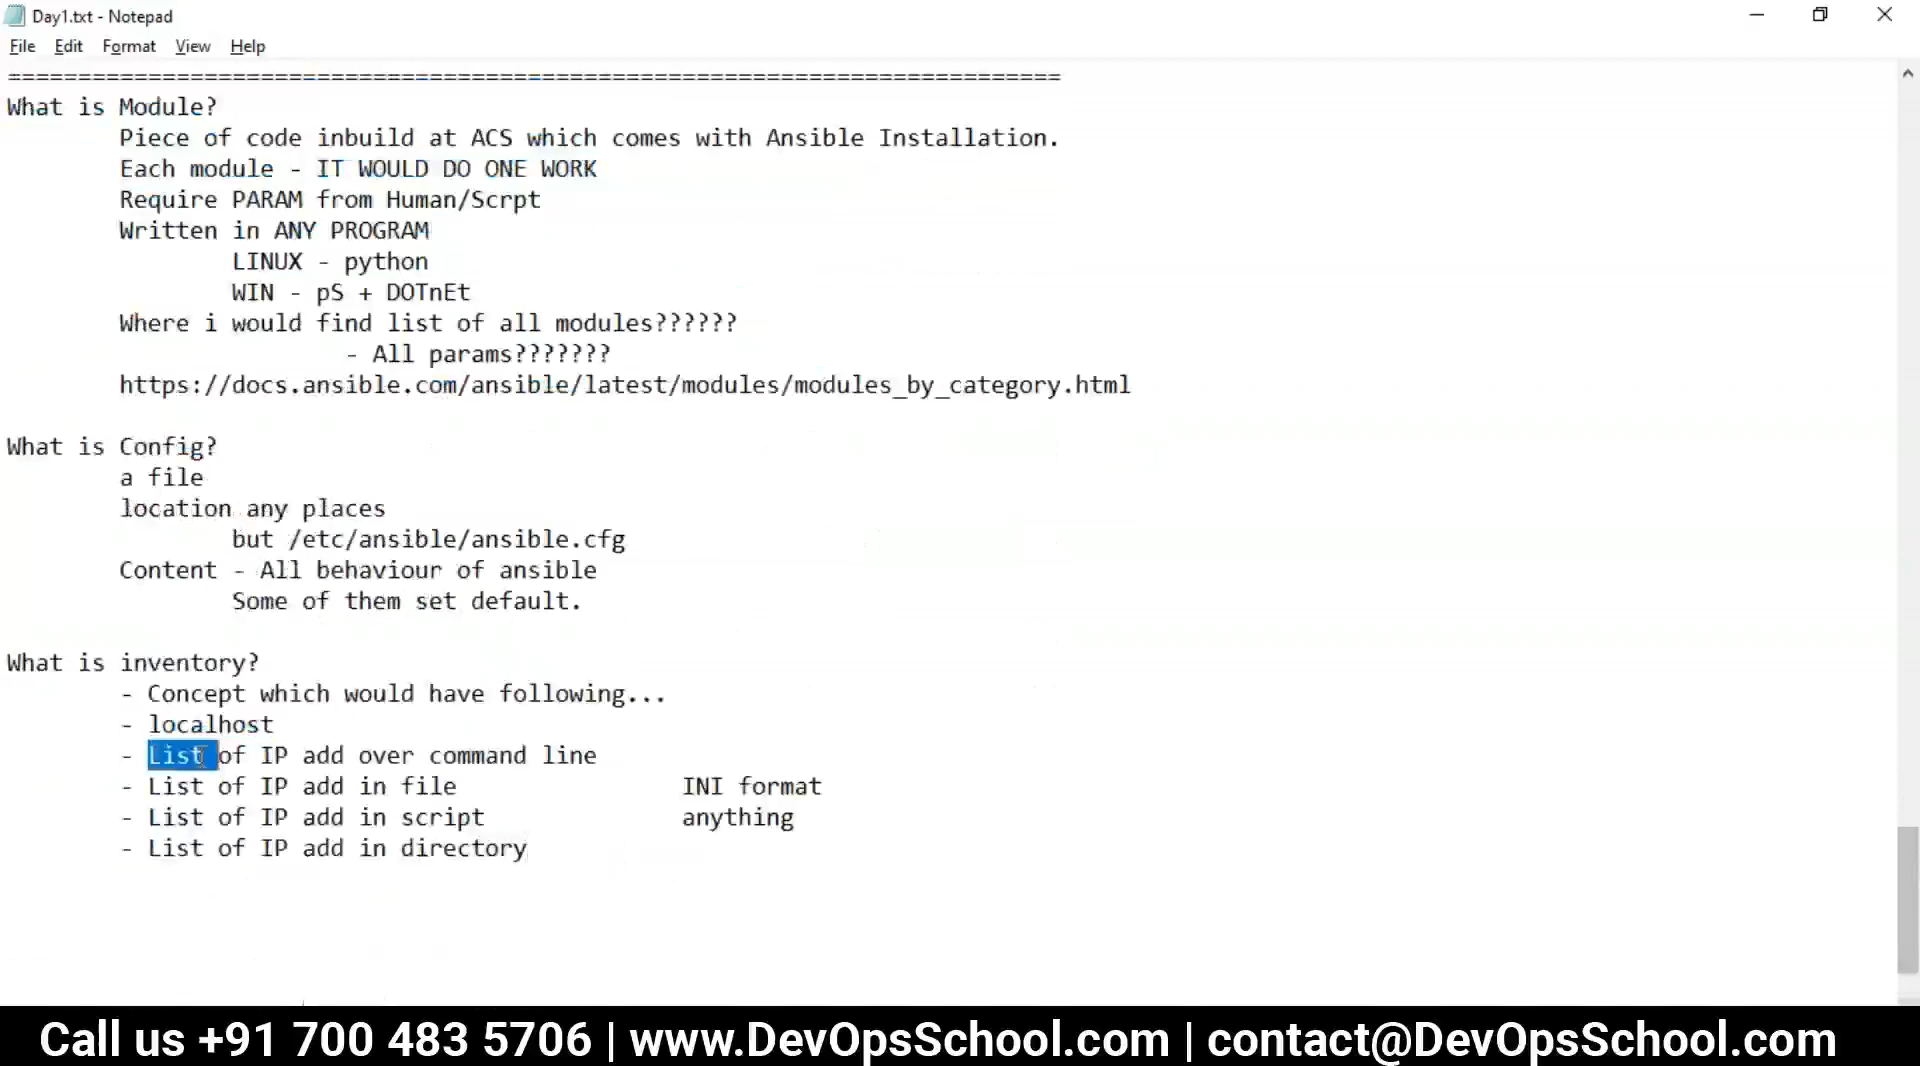 Day1.txt - Notepad
File Edit Format View Help
===========================================================================
What is Module?
Piece of code inbuild at ACS which comes with Ansible Installation.
Each module - IT WOULD DO ONE WORK
Require PARAM from Human/Scrpt
Written in ANY PROGRAM
LINUX - python
WIN - pS + DOTnEt
Where i would find list of all modules??????
- All params???????
https://docs.ansible.com/ansible/latest/modules/modules_by_category.html
What is Config?
a file
location any places
but /etc/ansible/ansible.cfg
Content - All behaviour of ansible
Some of them set default.
What is inventory?
- Concept which would have following...
- localhost
- List of IP add over command line
- List of IP add in file INI format
- List of IP add in script anything
- List of IP add in directory
Call us +91 700 483 5706 | www.DevOpsSchool.com | contact@DevOpsSchool.com